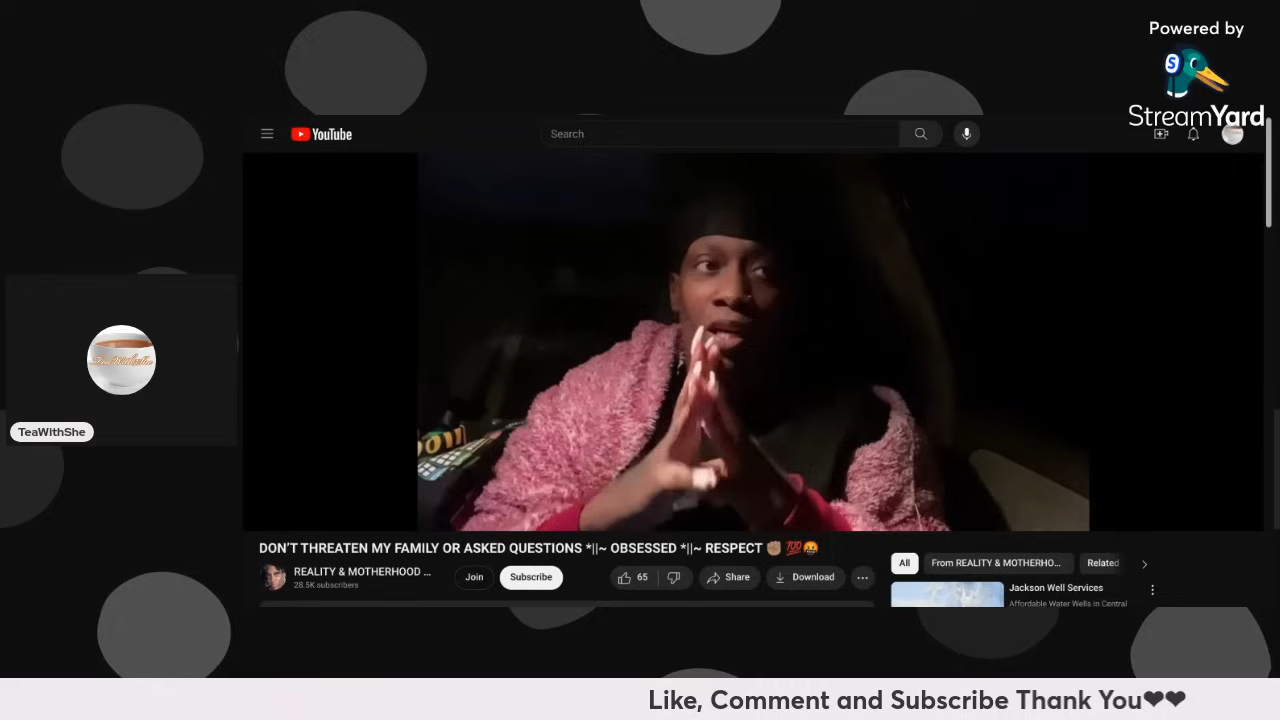 Powered by
StreamYard
YouTube
Search
TeaWithShe
DON'T THREATEN MY FAMILY OR ASKED QUESTIONS *||~ OBSESSED *||~ RESPECT ✊🏽 💯🤬
REALITY & MOTHERHOOD ...
28.5K subscribers
Join
Subscribe
65
Share
Download
All
From REALITY & MOTHERHO...
Related
Jackson Well Services
Affordable Water Wells in Central
Like, Comment and Subscribe Thank You❤❤